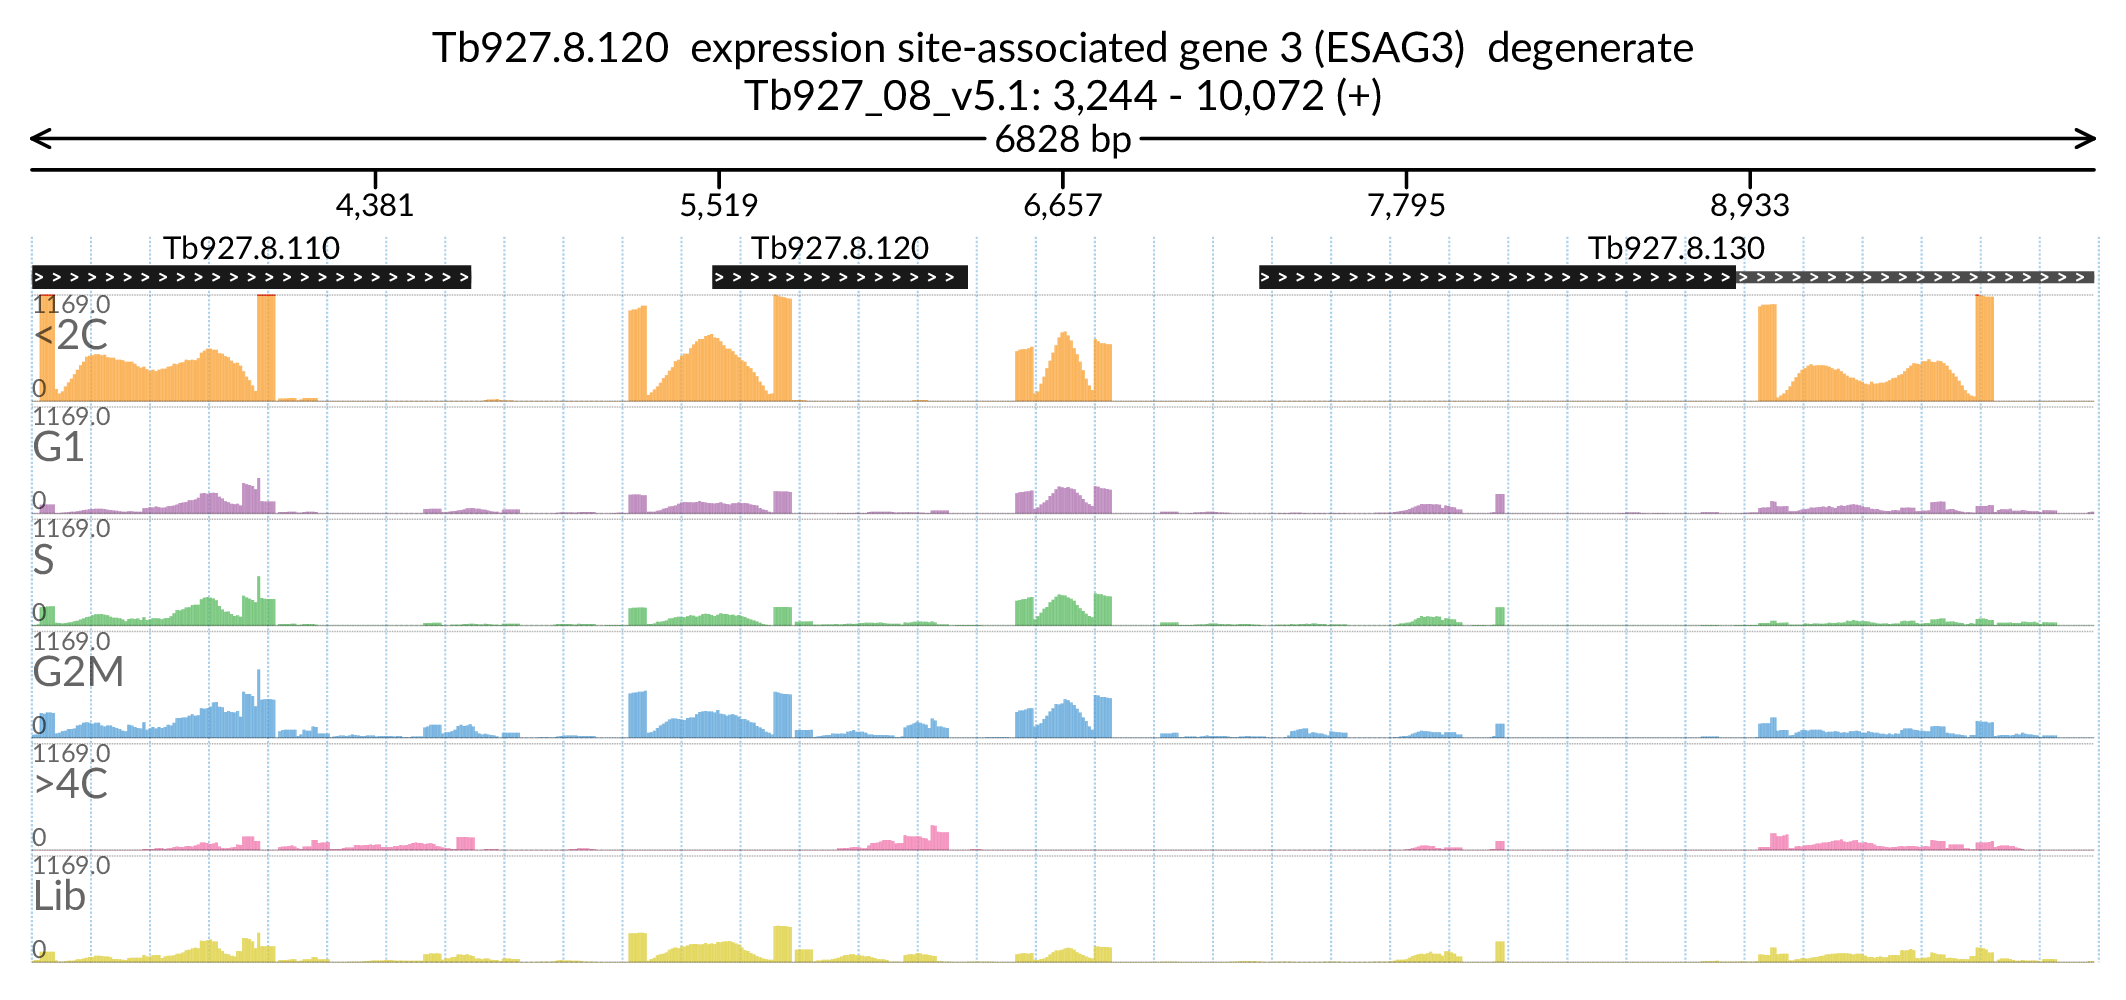 Tb927.8.120 expression site-associated gene 3 (ESAG3) degenerate
Tb927_08_v5.1: 3,244 - 10,072 (+)
6828 bp
4,381 5,519 6,657 7,795 8,933
Tb927.8.110 Tb927.8.120 Tb927.8.130
1169.0
<2C
0
1169.0
G1
0
1169.0
S
0
1169.0
G2M
0
1169.0
>4C
0
1169.0
Lib
0